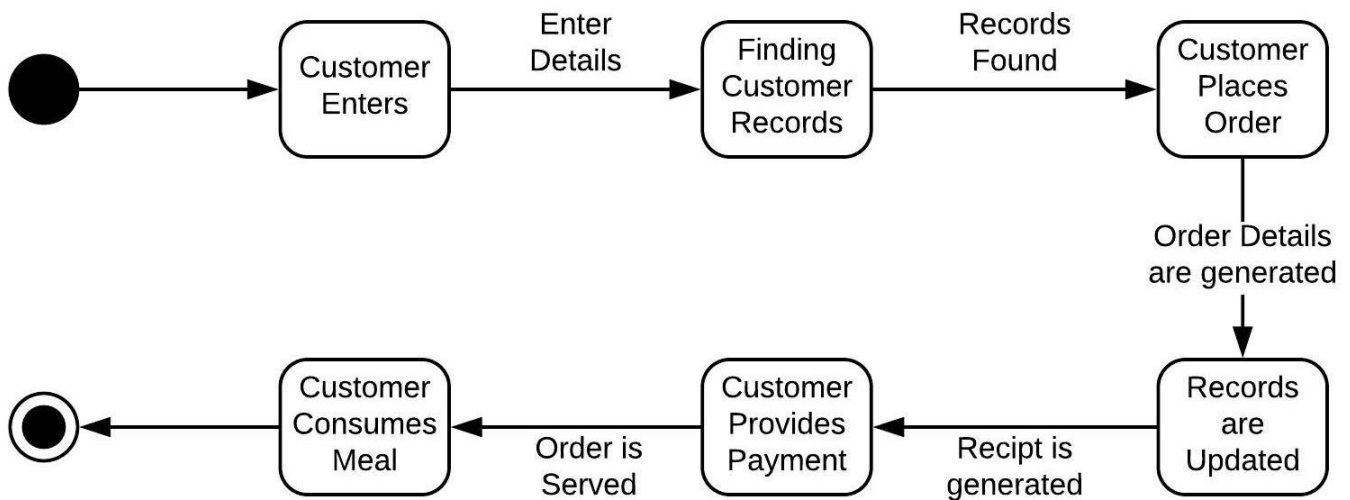 Customer
Enters
Enter
Details
Finding
Customer
Records
Records
Found
Customer
Places
Order
Order Details
are generated
Records
are
Updated
Recipt is
generated
Customer
Provides
Payment
Order is
Served
Customer
Consumes
Meal